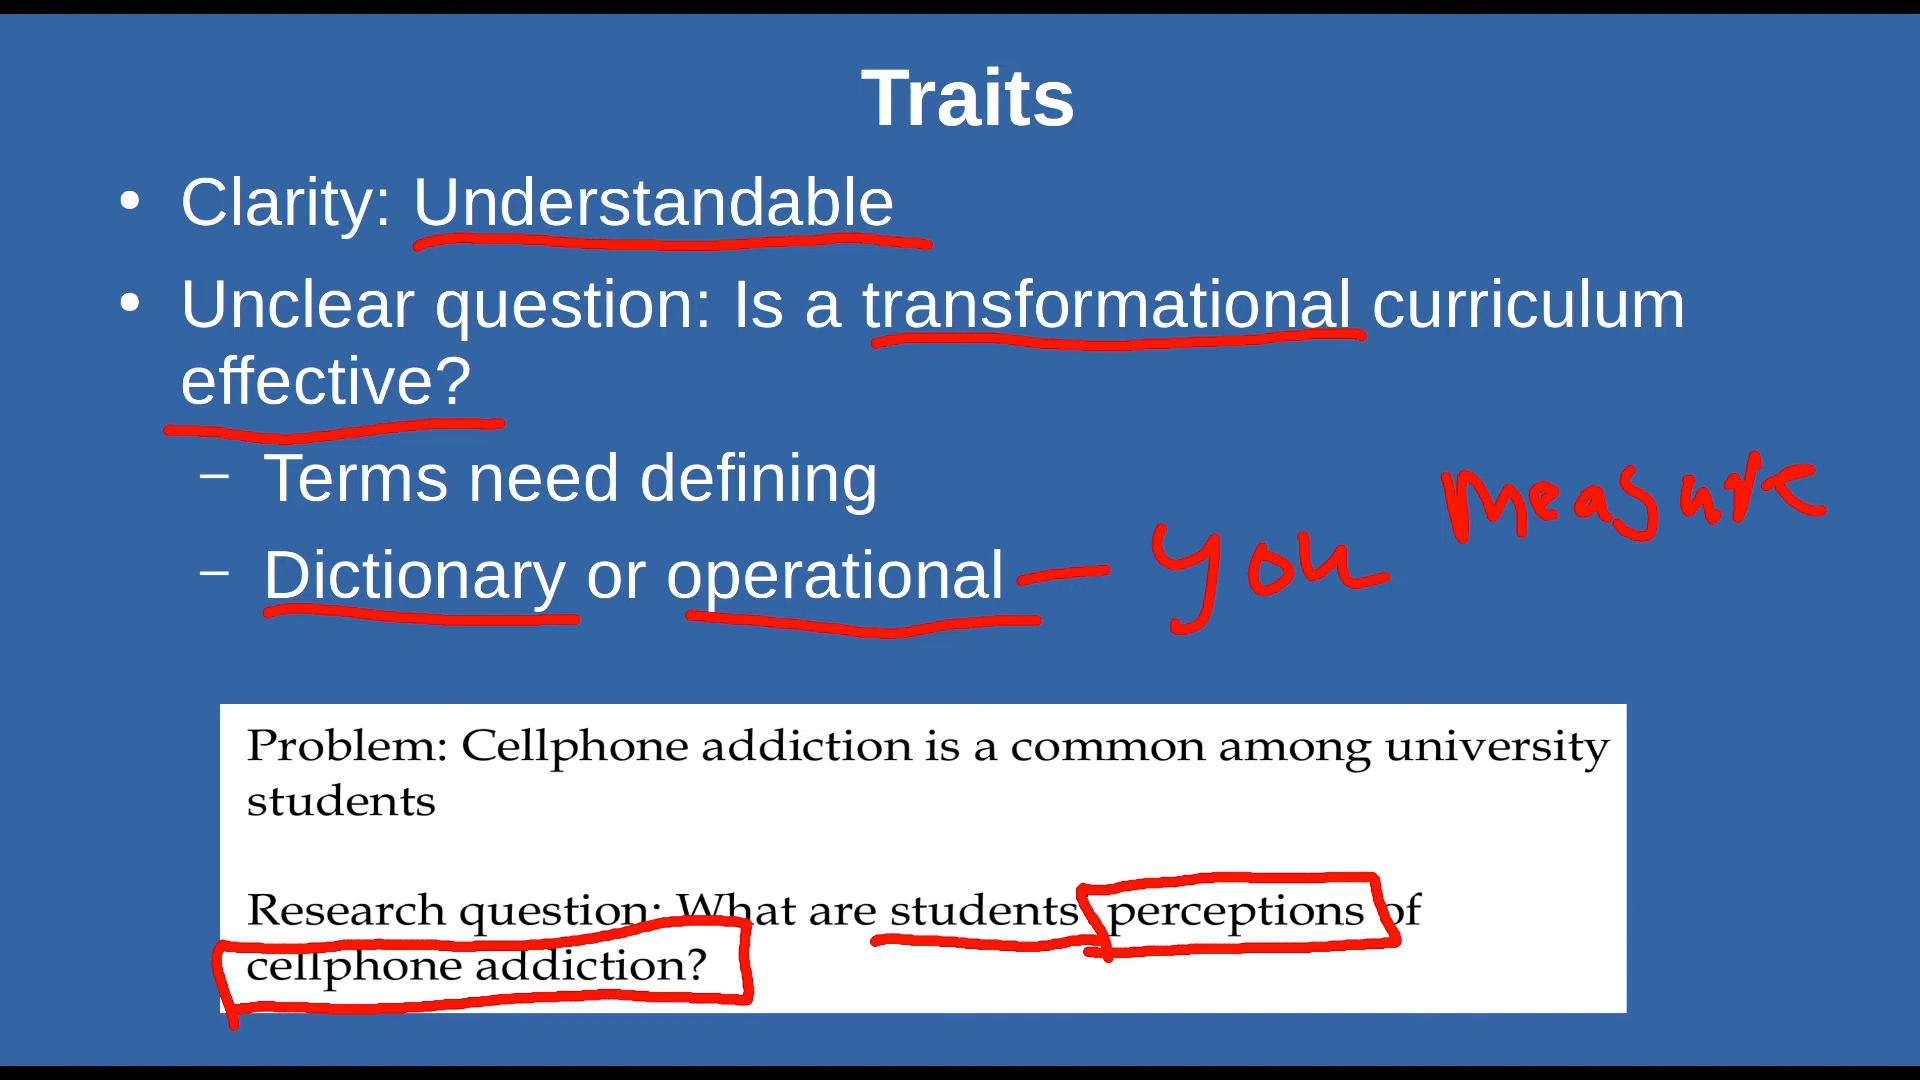 Traits
• Clarity: Understandable
• Unclear question: Is a transformational curriculum
effective?
– Terms need defining
– Dictionary or operational – you measure
Problem: Cellphone addiction is a common among university
students
Research question: What are students perceptions of
cellphone addiction?